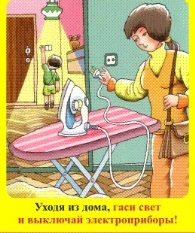 Уходя из дома, гаси свет
и выключай электроприборы!